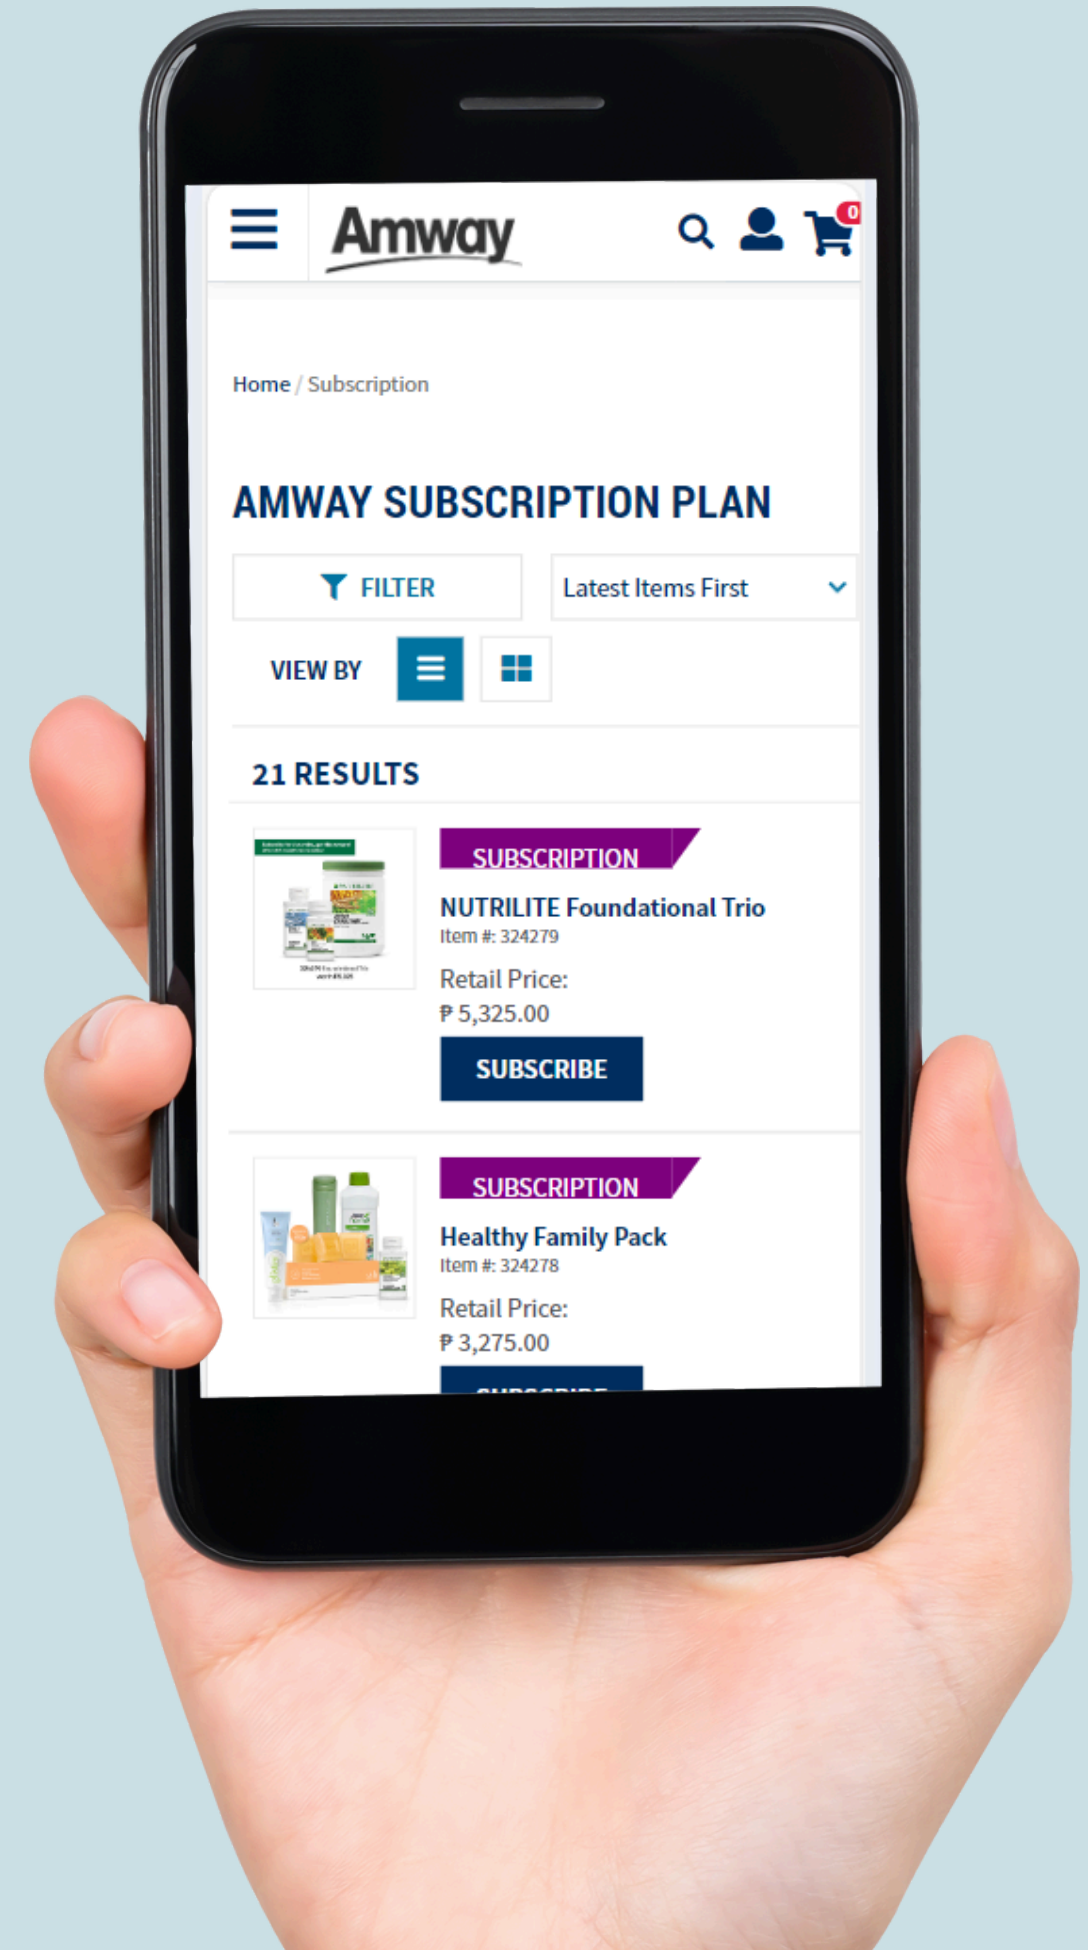 Amway
0
Home / Subscription
AMWAY SUBSCRIPTION PLAN
FILTER
Latest Items First
VIEW BY
21 RESULTS
SUBSCRIPTION
NUTRILITE Foundational Trio
Item #: 324279
Retail Price:
₱ 5,325.00
SUBSCRIBE
SUBSCRIPTION
Healthy Family Pack
Item #: 324278
Retail Price:
₱ 3,275.00
SUBSCRIBE